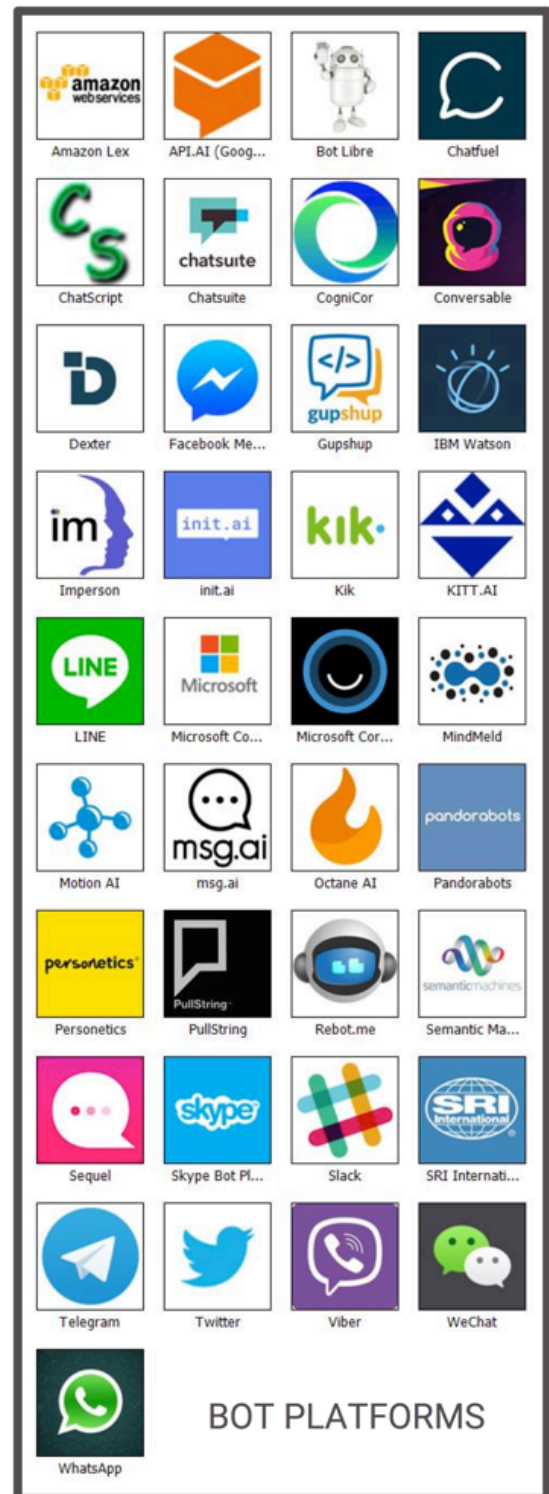 amazon
webservices
Amazon Lex
API.AI (Goog...
Bot Libre
Chatfuel
CS
ChatScript
chatsuite
Chatsuite
CogniCor
Conversable
D
Dexter
Facebook Me...
</>
gupshup
Gupshup
IBM Watson
im
Imperson
init.ai
init.ai
kik
Kik
KITT.AI
LINE
LINE
Microsoft
Microsoft Co...
Microsoft Cor...
MindMeld
Motion AI
msg.ai
msg.ai
Octane AI
pandorabots
Pandorabots
personetics
Personetics
PullString™
PullString
Rebot.me
semanticmachines
Semantic Ma...
Sequel
skype
Skype Bot Pl...
Slack
SRI
International®
SRI Internati...
Telegram
Twitter
Viber
WeChat
WhatsApp
BOT PLATFORMS